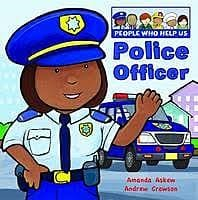 PEOPLE WHO HELP US
Police
Officer
Amanda Askew
Andrew Crowson